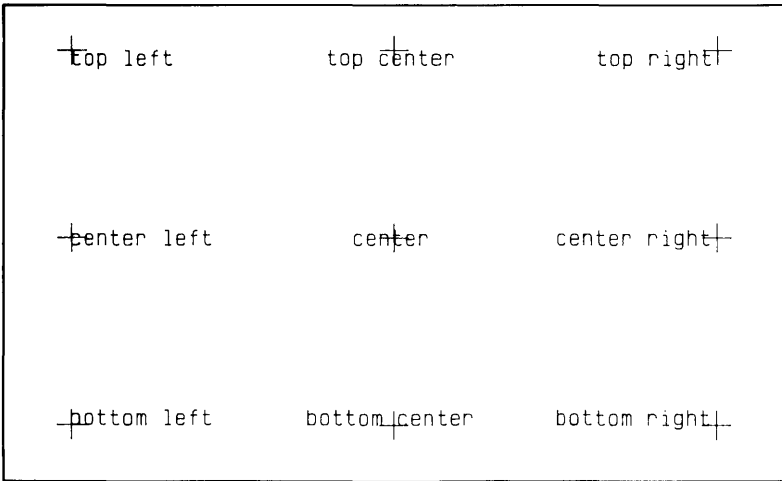 top left top center top right
center left center center right
bottom left bottom center bottom right